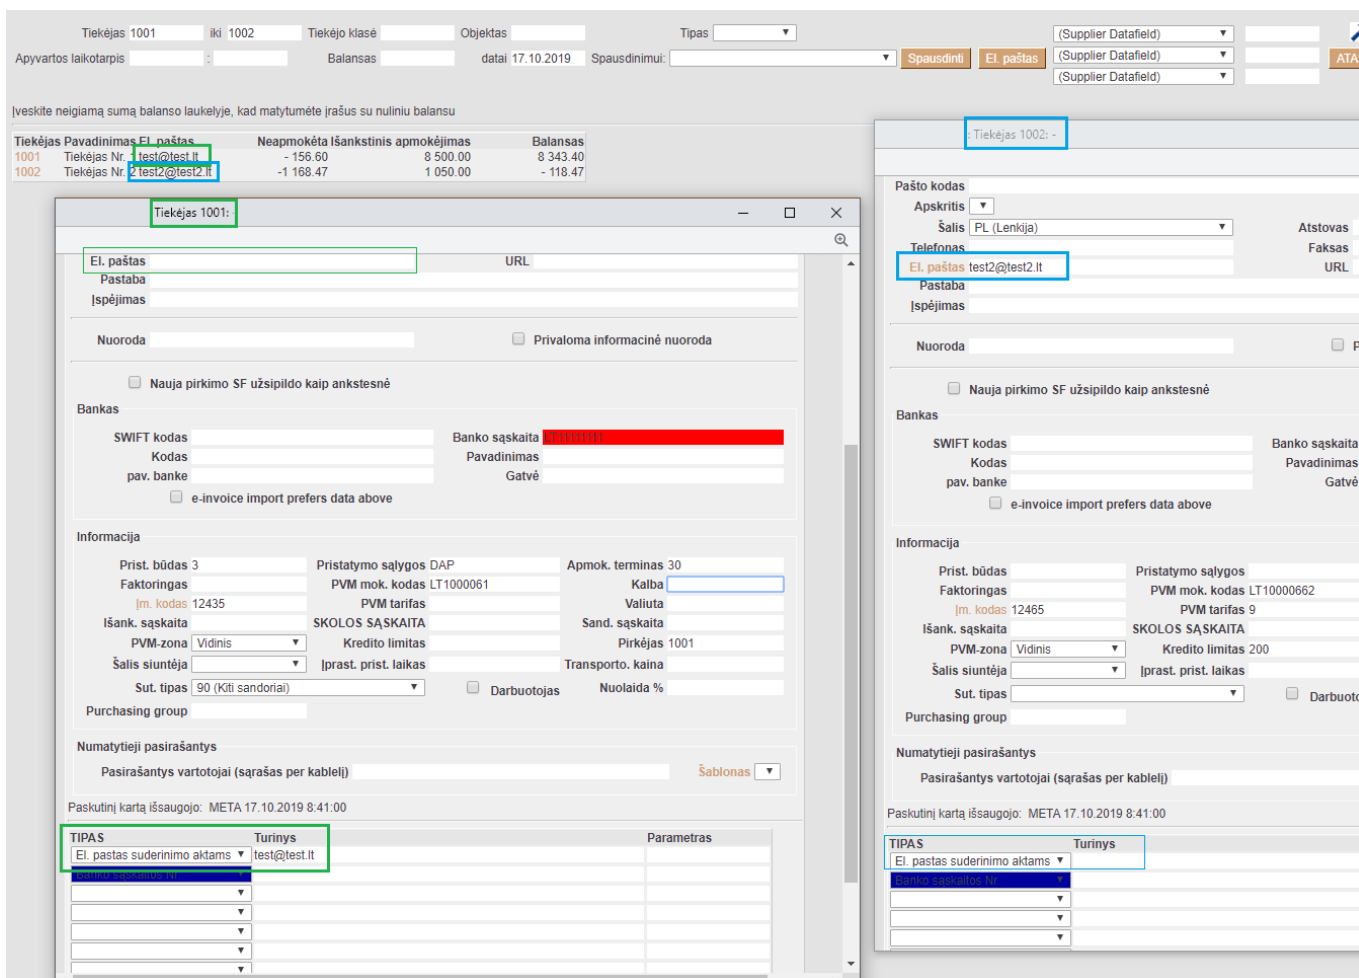 Tiekėjas 1001 iki 1002 Tiekėjo klasė Objektas Tipas (Supplier Datafield)
Apyvartos laikotarpis : Balansas datai 17.10.2019 Spausdinimui: Spausdinti El. paštas (Supplier Datafield) ATA
(Supplier Datafield)
Įveskite neigiamą sumą balanso laukelyje, kad matytumėte įrašus su nuliniu balansu
Tiekėjas Pavadinimas El. paštas Neapmokėta Išankstinis apmokėjimas Balansas
1001 Tiekėjas Nr. 1 test@test.lt - 156.60 8 500.00 8 343.40
1002 Tiekėjas Nr. 2 test2@test2.lt -1 168.47 1 050.00 - 118.47
Tiekėjas 1001:
El. paštas URL
Pastaba
Įspėjimas
Nuoroda Privaloma informacinė nuoroda
Nauja pirkimo SF užsipildo kaip ankstesnė
Bankas
SWIFT kodas Banko sąskaita LT11111111
Kodas Pavadinimas
pav. banke Gatvė
e-invoice import prefers data above
Informacija
Prist. būdas 3 Pristatymo sąlygos DAP Apmok. terminas 30
Faktoringas PVM mok. kodas LT1000061 Kalba
Įm. kodas 12435 PVM tarifas Valiuta
Išank. sąskaita SKOLOS SĄSKAITA Sand. sąskaita
PVM-zona Vidinis Kredito limitas Pirkėjas 1001
Šalis siuntėja Įprast. prist. laikas Transporto. kaina
Sut. tipas 90 (Kiti sandoriai) Darbuotojas Nuolaida %
Purchasing group
Numatytieji pasirašantys
Pasirašantys vartotojai (sąrašas per kablelį) Šablonas
Paskutinį kartą išsaugojo: META 17.10.2019 8:41:00
TIPAS Turinys Parametras
El. pastas suderinimo aktams test@test.lt
Banko sąskaitos Nr
: Tiekėjas 1002: -
Pašto kodas
Apskritis
Šalis PL (Lenkija) Atstovas
Telefonas Faksas
El. paštas test2@test2.lt URL
Pastaba
Įspėjimas
Nuoroda P
Nauja pirkimo SF užsipildo kaip ankstesnė
Bankas
SWIFT kodas Banko sąskaita
Kodas Pavadinimas
pav. banke Gatvė
e-invoice import prefers data above
Informacija
Prist. būdas Pristatymo sąlygos
Faktoringas PVM mok. kodas LT10000662
Įm. kodas 12465 PVM tarifas 9
Išank. sąskaita SKOLOS SĄSKAITA
PVM-zona Vidinis Kredito limitas 200
Šalis siuntėja Įprast. prist. laikas
Sut. tipas Darbuoto
Purchasing group
Numatytieji pasirašantys
Pasirašantys vartotojai (sąrašas per kablelį)
Paskutinį kartą išsaugojo: META 17.10.2019 8:41:00
TIPAS Turinys
El. pastas suderinimo aktams
Banko sąskaitos Nr